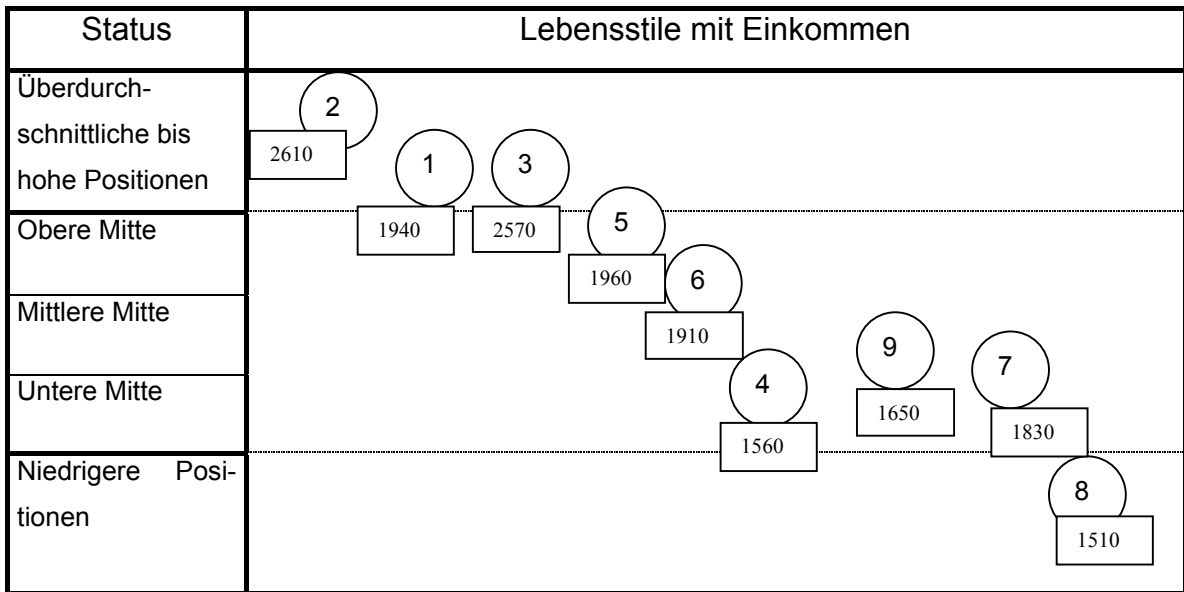 Status
Lebensstile mit Einkommen
Überdurch-
schnittliche bis
hohe Positionen
2
2610
1
1940
3
2570
Obere Mitte
5
1960
6
Mittlere Mitte
1910
9
7
Untere Mitte
4
1650
1830
1560
Niedrigere Posi-
tionen
8
1510